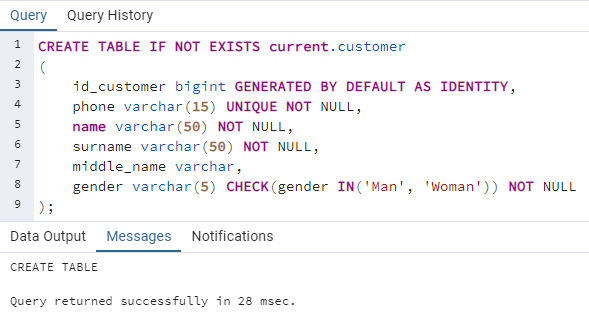 Query Query History
1 CREATE TABLE IF NOT EXISTS current.customer
2 (
3 id_customer bigint GENERATED BY DEFAULT AS IDENTITY,
4 phone varchar(15) UNIQUE NOT NULL,
5 name varchar(50) NOT NULL,
6 surname varchar(50) NOT NULL,
7 middle_name varchar,
8 gender varchar(5) CHECK(gender IN('Man', 'Woman')) NOT NULL
9 );
Data Output Messages Notifications
CREATE TABLE
Query returned successfully in 28 msec.